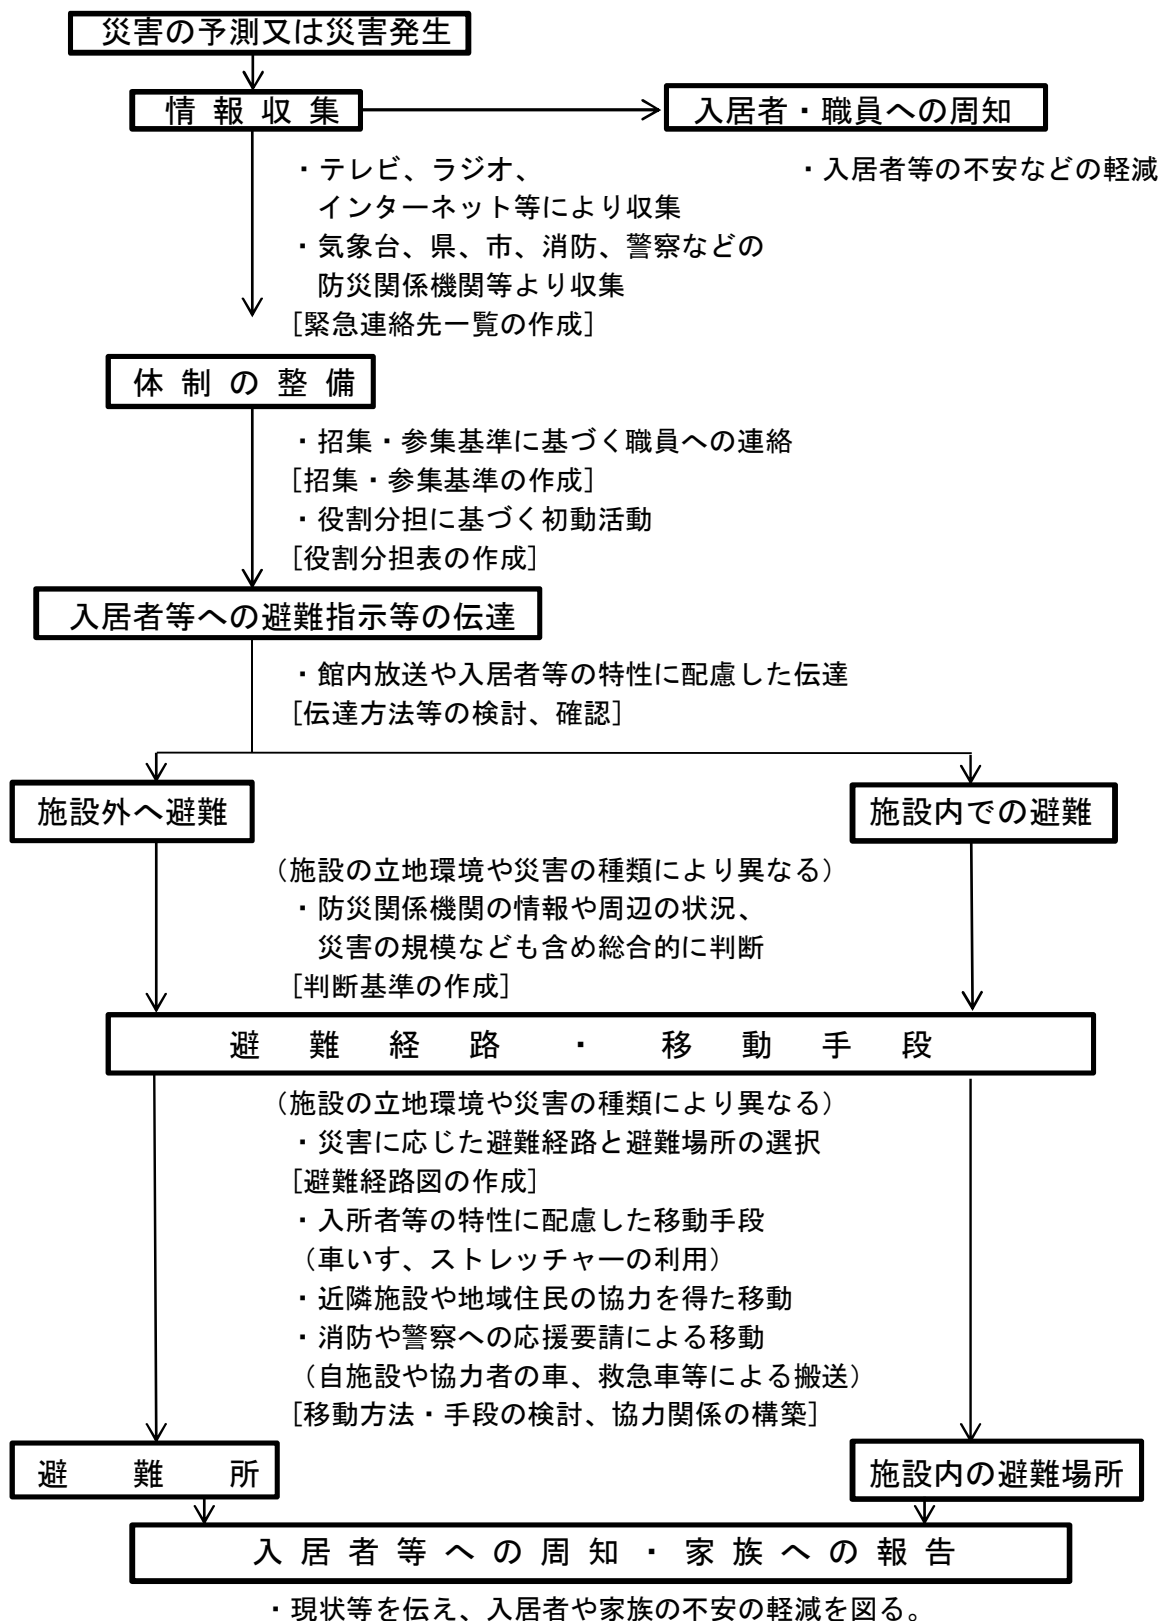 災害の予測又は災害発生
情報収集
入居者・職員への周知
・テレビ、ラジオ、
インターネット等により収集
・気象台、県、市、消防、警察などの
防災関係機関等より収集
[緊急連絡先一覧の作成]
・入居者等の不安などの軽減
体制の整備
・招集・参集基準に基づく職員への連絡
[招集・参集基準の作成]
・役割分担に基づく初動活動
[役割分担表の作成]
入居者等への避難指示等の伝達
・館内放送や入居者等の特性に配慮した伝達
[伝達方法等の検討、確認]
施設外へ避難
施設内での避難
（施設の立地環境や災害の種類により異なる）
・防災関係機関の情報や周辺の状況、
災害の規模なども含め総合的に判断
[判断基準の作成]
避難経路・移動手段
（施設の立地環境や災害の種類により異なる）
・災害に応じた避難経路と避難場所の選択
[避難経路図の作成]
・入所者等の特性に配慮した移動手段
（車いす、ストレッチャーの利用）
・近隣施設や地域住民の協力を得た移動
・消防や警察への応援要請による移動
（自施設や協力者の車、救急車等による搬送）
[移動方法・手段の検討、協力関係の構築]
避難所
施設内の避難場所
入居者等への周知・家族への報告
・現状等を伝え、入居者や家族の不安の軽減を図る。